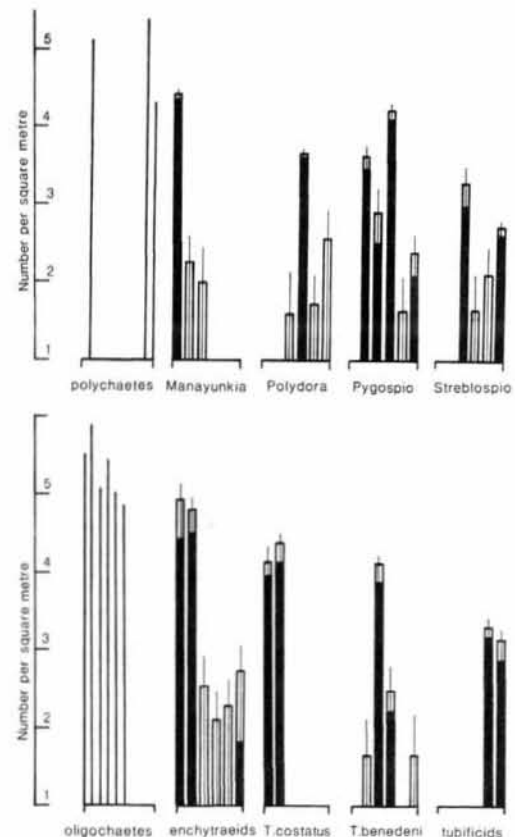 Number per square metre
5
4
3
2
1
polychaetes Manayunkia Polydora Pygospio Streblospio
Number per square metre
5
4
3
2
1
oligochaetes enchytraeids T.costatus T.benedeni tubificids